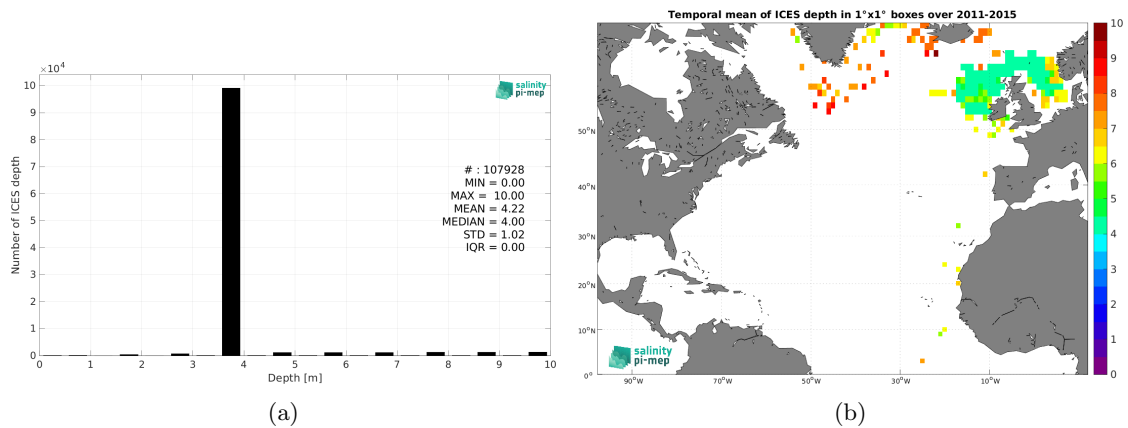 ×10⁴
10
9
8
7
6
5
4
3
2
1
0
Number of ICES depth
salinity
pi-mep
# : 107928
MIN = 0.00
MAX = 10.00
MEAN = 4.22
MEDIAN = 4.00
STD = 1.02
IQR = 0.00
0 1 2 3 4 5 6 7 8 9 10
Depth [m]
(a)
Temporal mean of ICES depth in 1°x1° boxes over 2011-2015
50°N
40°N
30°N
20°N
10°N
0°
90°W 70°W 50°W 30°W 10°W
salinity
pi-mep
10
9
8
7
6
5
4
3
2
1
0
(b)